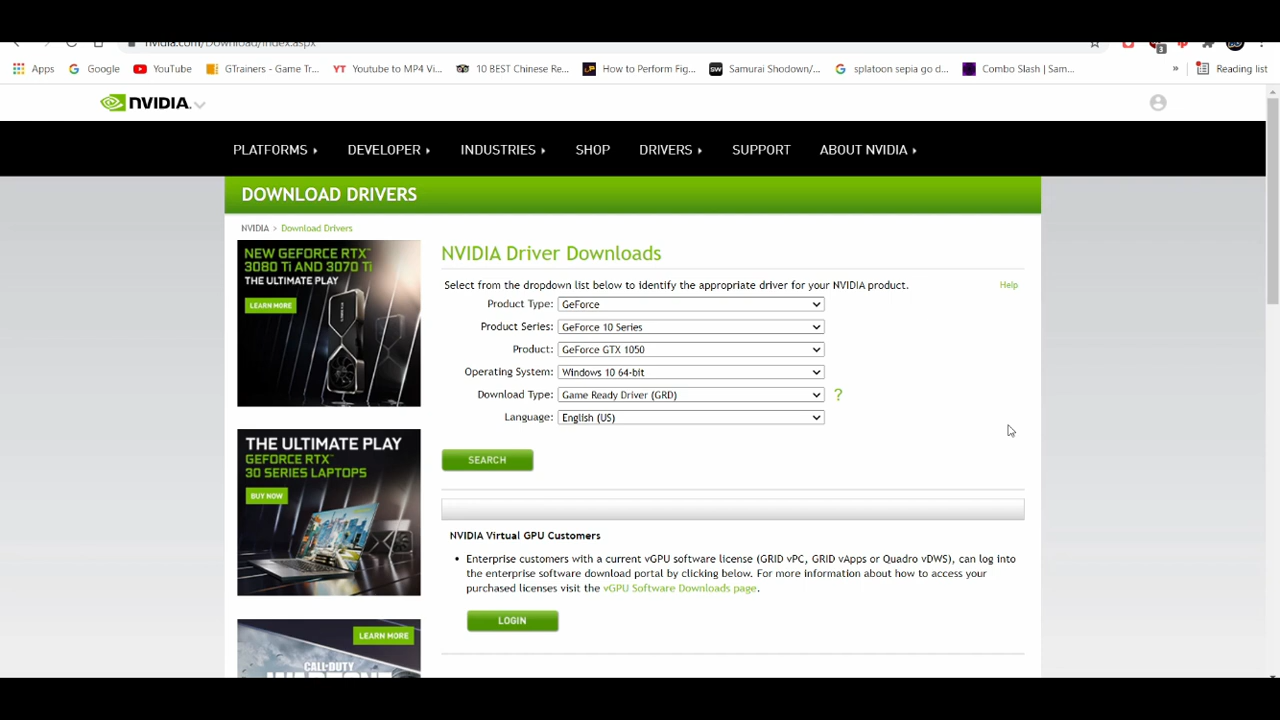 nvidia.com/Download/index.aspx
3
Apps
Google
YouTube
GTrainers - Game Tr...
Youtube to MP4 Vi...
10 BEST Chinese Re...
How to Perform Fig...
Samurai Shodown/...
splatoon sepia go d...
Combo Slash | Sam...
»
Reading list
NVIDIA.
PLATFORMS
DEVELOPER
INDUSTRIES
SHOP
DRIVERS
SUPPORT
ABOUT NVIDIA
DOWNLOAD DRIVERS
NVIDIA > Download Drivers
NEW GEFORCE RTX™
3080 Ti AND 3070 Ti
THE ULTIMATE PLAY
LEARN MORE
NVIDIA Driver Downloads
Select from the dropdown list below to identify the appropriate driver for your NVIDIA product.
Help
Product Type: GeForce
Product Series: GeForce 10 Series
Product: GeForce GTX 1050
Operating System: Windows 10 64-bit
Download Type: Game Ready Driver (GRD) ?
Language: English (US)
SEARCH
THE ULTIMATE PLAY
GEFORCE RTX™
30 SERIES LAPTOPS
BUY NOW
NVIDIA Virtual GPU Customers
• Enterprise customers with a current vGPU software license (GRID vPC, GRID vApps or Quadro vDWS), can log into
the enterprise software download portal by clicking below. For more information about how to access your
purchased licenses visit the vGPU Software Downloads page.
LOGIN
LEARN MORE
CALL·DUTY
WARZONE